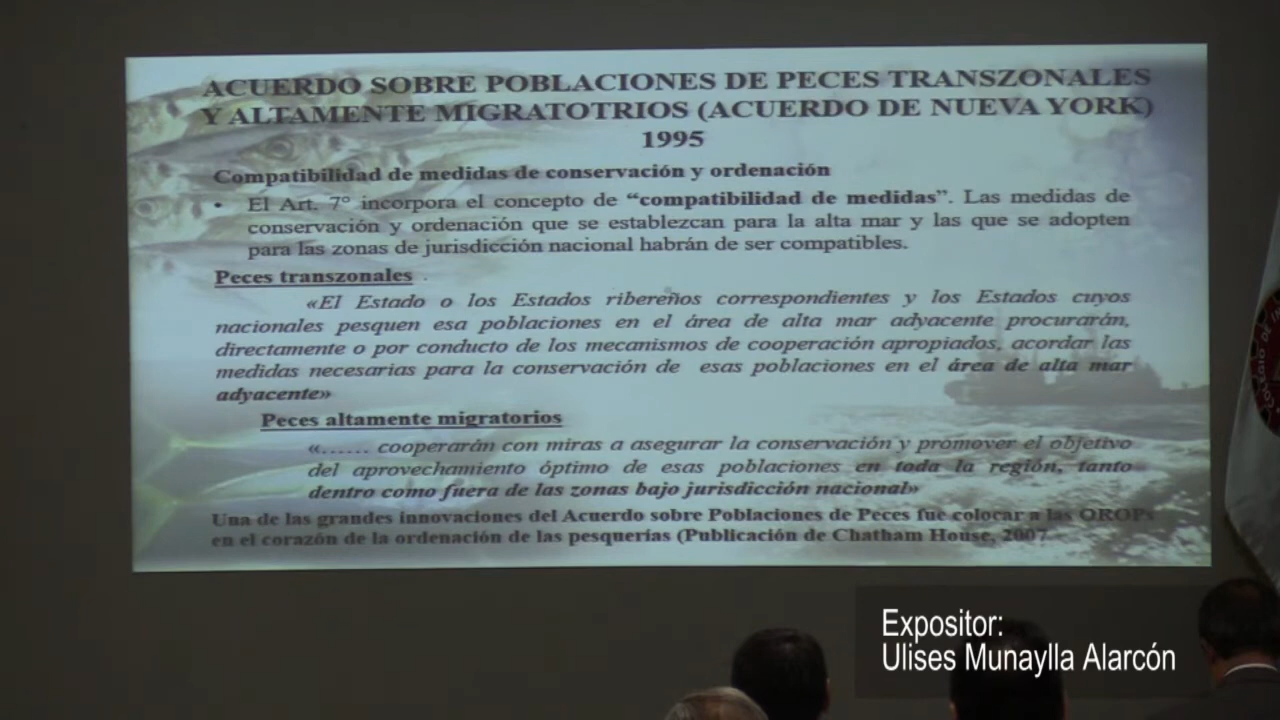 ACUERDO SOBRE POBLACIONES DE PECES TRANSZONALES
Y ALTAMENTE MIGRATOTRIOS (ACUERDO DE NUEVA YORK)
1995
Compatibilidad de medidas de conservación y ordenación
• El Art. 7° incorpora el concepto de “compatibilidad de medidas”. Las medidas de
conservación y ordenación que se establezcan para la alta mar y las que se adopten
para las zonas de jurisdicción nacional habrán de ser compatibles.
Peces transzonales
«El Estado o los Estados ribereños correspondientes y los Estados cuyos
nacionales pesquen esa poblaciones en el área de alta mar adyacente procurarán,
directamente o por conducto de los mecanismos de cooperación apropiados, acordar las
medidas necesarias para la conservación de esas poblaciones en el área de alta mar
adyacente»
Peces altamente migratorios
«…… cooperarán con miras a asegurar la conservación y promover el objetivo
del aprovechamiento óptimo de esas poblaciones en toda la región, tanto
dentro como fuera de las zonas bajo jurisdicción nacional»
Una de las grandes innovaciones del Acuerdo sobre Poblaciones de Peces fue colocar a las OROPs
en el corazón de la ordenación de las pesquerías (Publicación de Chatham House, 2007
COLEGIO DE
Expositor:
Ulises Munaylla Alarcón